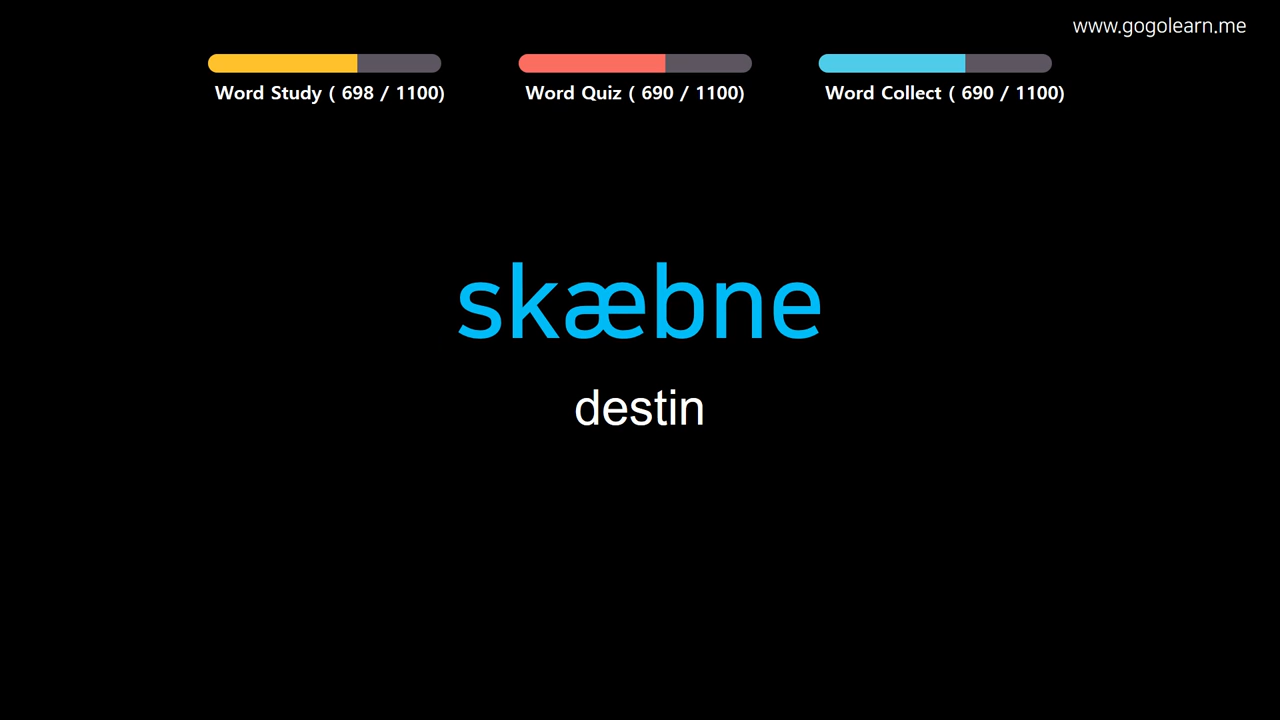 www.gogolearn.me
Word Study ( 698 / 1100)
Word Quiz ( 690 / 1100)
Word Collect ( 690 / 1100)
skæbne
destin